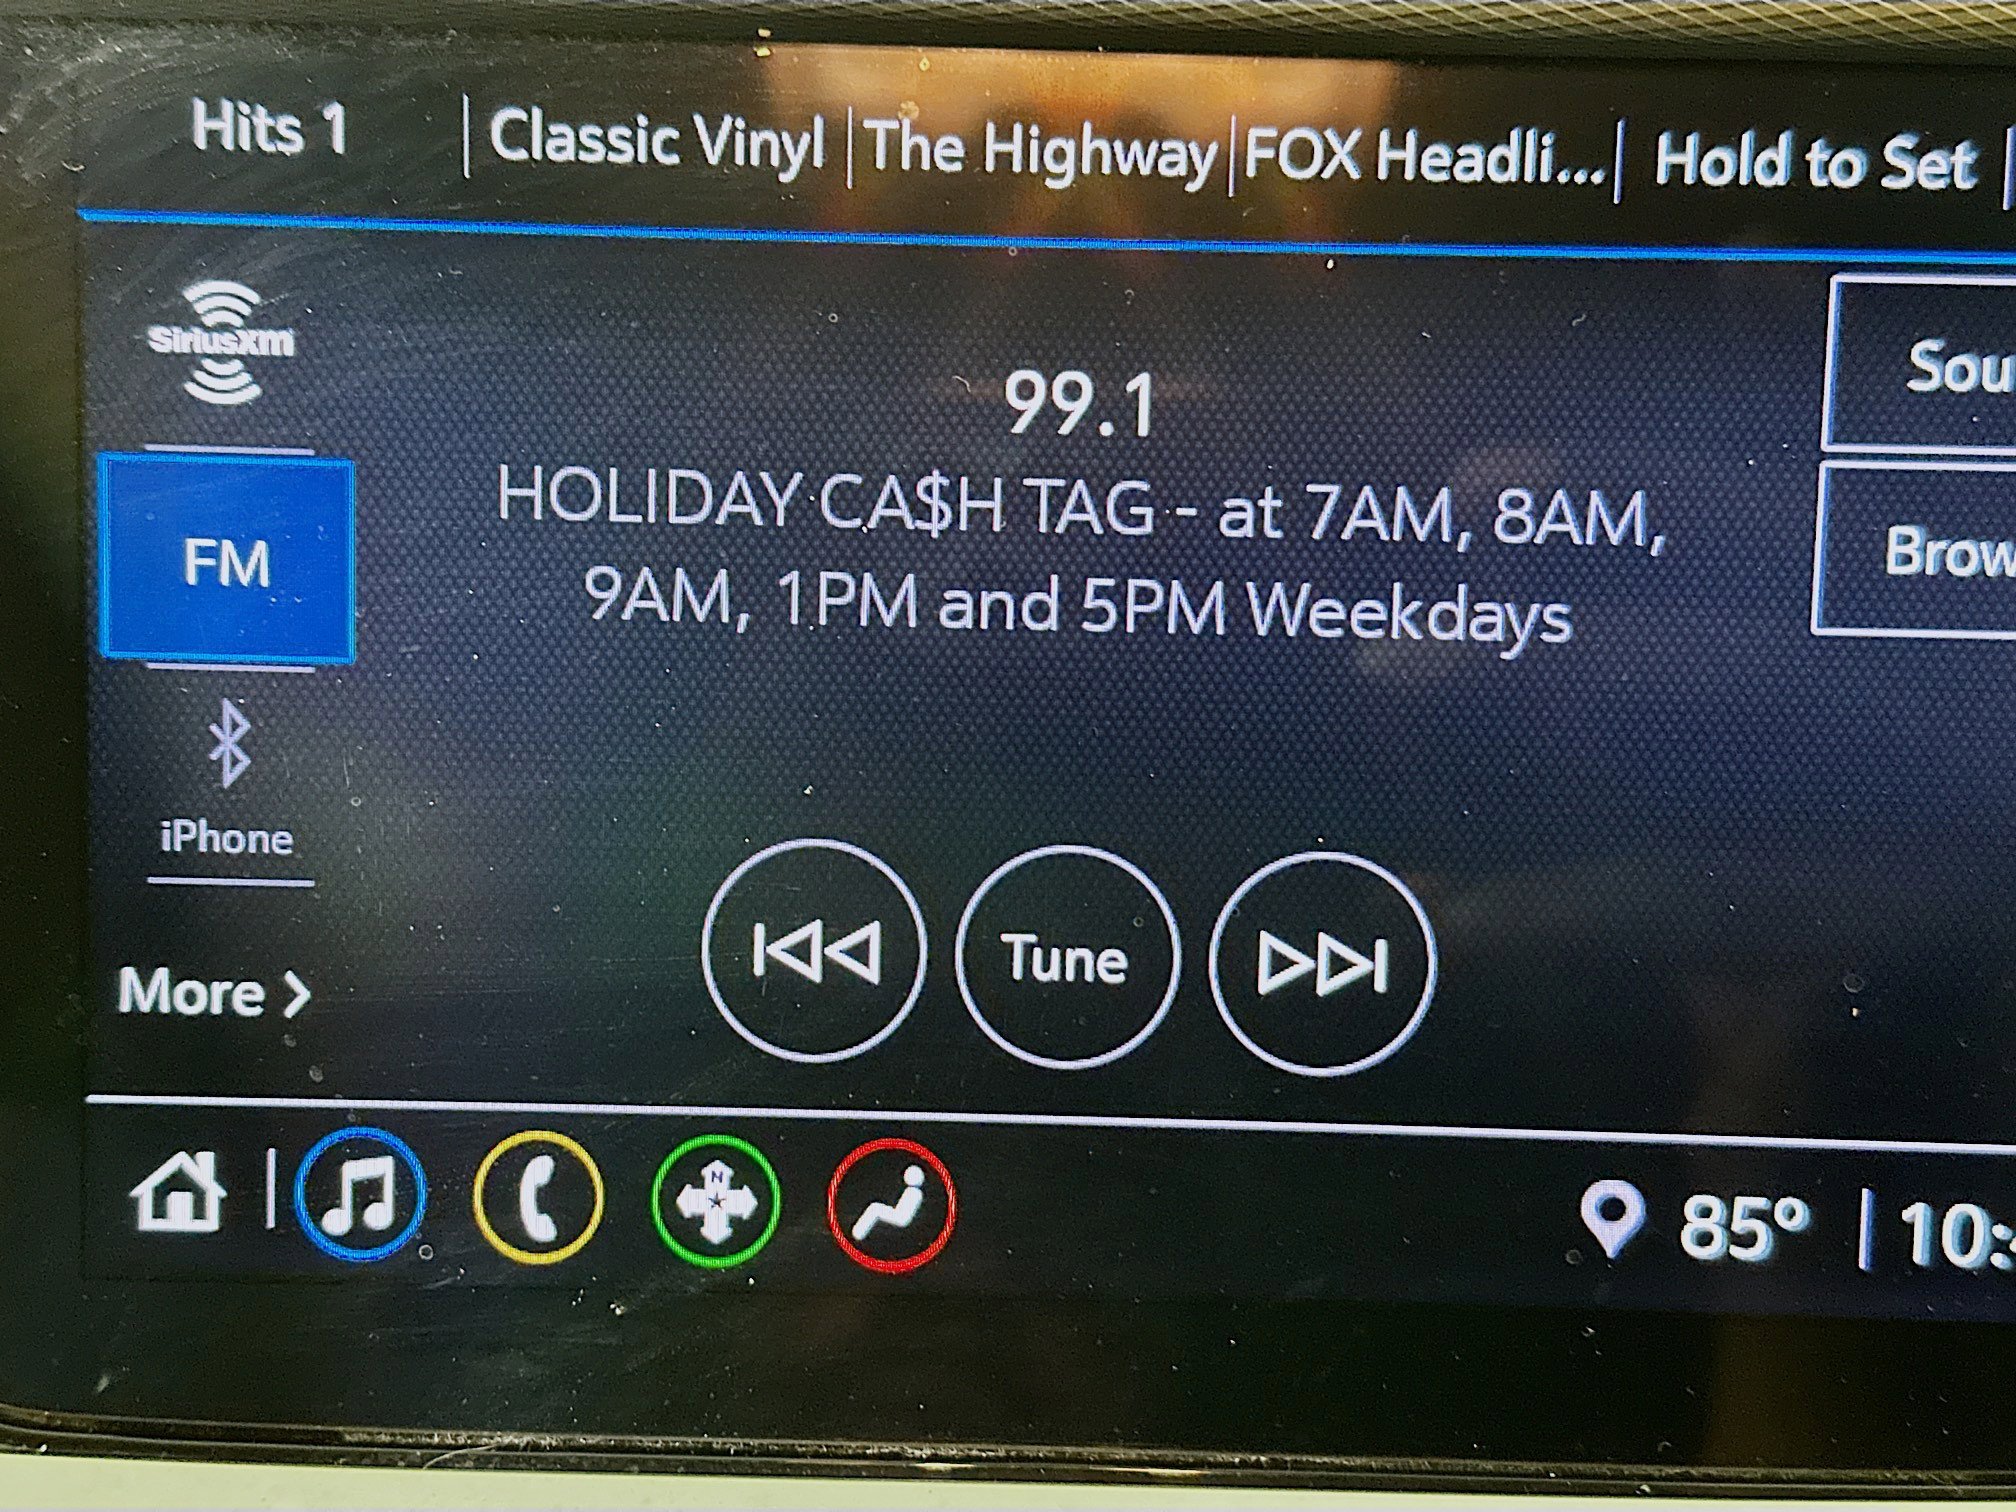 Hits 1 | Classic Vinyl | The Highway | FOX Headli... | Hold to Set |
SiriusXm
99.1
HOLIDAY CA$H TAG - at 7AM, 8AM,
9AM, 1PM and 5PM Weekdays
Sou
Brow
FM
iPhone
More >
Tune
N
85° | 10: